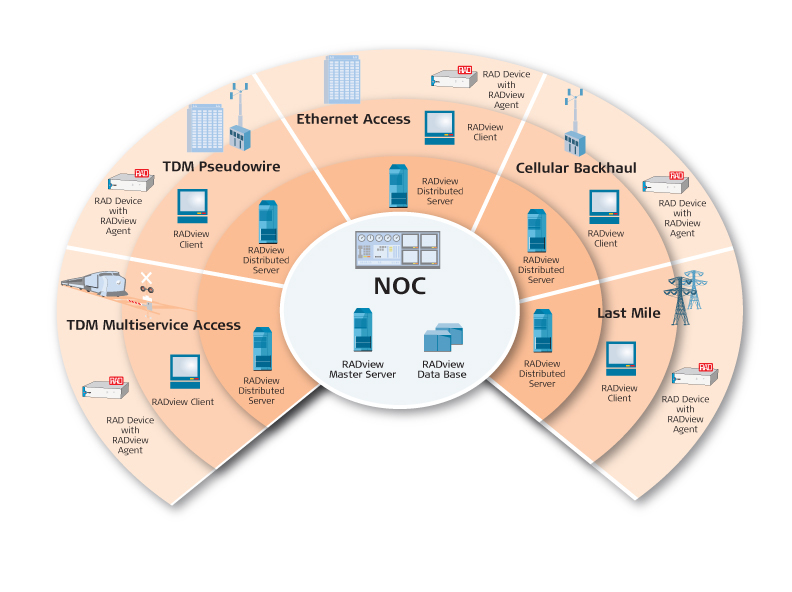 Ethernet Access
RAD
RAD Device
with
RADview
Agent
RADview
Client
RADview
Distributed
Server
TDM Pseudowire
RAD
RAD Device
with
RADview
Agent
RADview
Client
RADview
Distributed
Server
Cellular Backhaul
RAD
RAD Device
with
RADview
Agent
RADview
Client
RADview
Distributed
Server
TDM Multiservice Access
RAD
RAD Device
with
RADview
Agent
RADview Client
RADview
Distributed
Server
NOC
RADview
Master Server
RADview
Data Base
Last Mile
RADview
Distributed
Server
RADview
Client
RAD
RAD Device
with
RADview
Agent